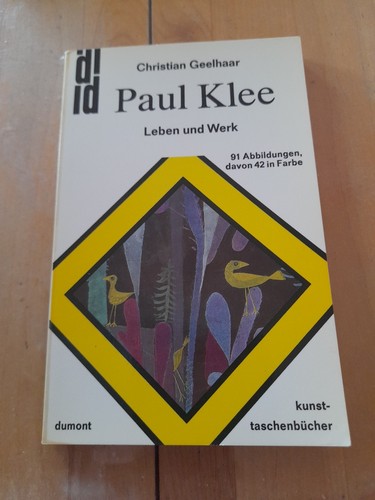 Christian Geelhaar
Paul Klee
Leben und Werk
91 Abbildungen,
davon 42 in Farbe
dumont
kunst-
taschenbücher